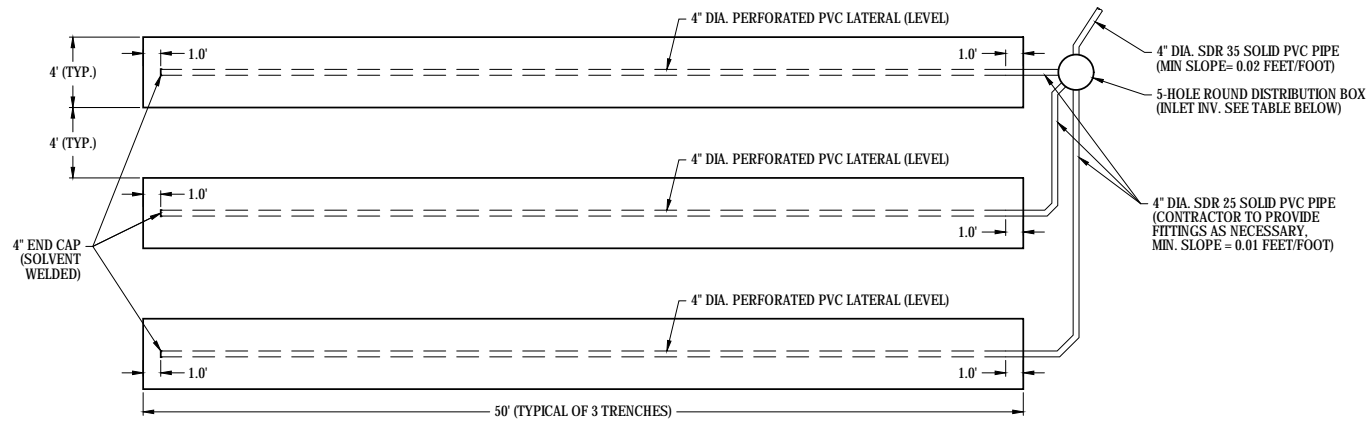 4" DIA. PERFORATED PVC LATERAL (LEVEL)
1.0'
1.0'
4' (TYP.)
4" DIA. SDR 35 SOLID PVC PIPE
(MIN SLOPE= 0.02 FEET/FOOT)
5-HOLE ROUND DISTRIBUTION BOX
(INLET INV. SEE TABLE BELOW)
4' (TYP.)
4" DIA. PERFORATED PVC LATERAL (LEVEL)
1.0'
1.0'
4" DIA. SDR 25 SOLID PVC PIPE
(CONTRACTOR TO PROVIDE
FITTINGS AS NECESSARY,
MIN. SLOPE = 0.01 FEET/FOOT)
4" END CAP
(SOLVENT
WELDED)
4" DIA. PERFORATED PVC LATERAL (LEVEL)
1.0'
1.0'
50' (TYPICAL OF 3 TRENCHES)